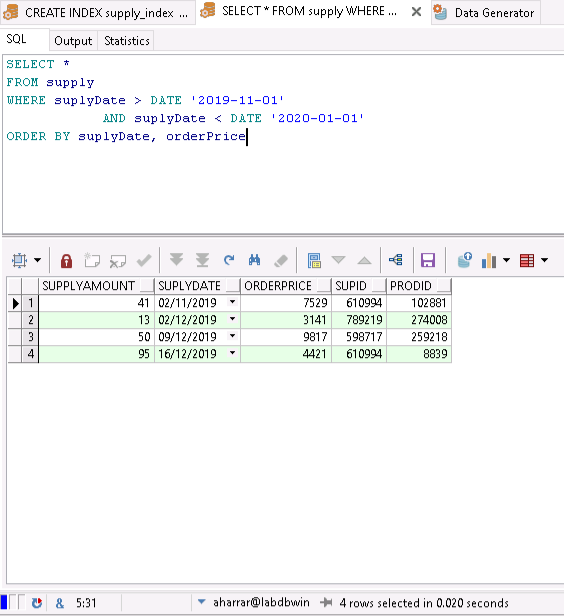 CREATE INDEX supply_index ... SELECT * FROM supply WHERE ... Data Generator
SQL Output Statistics
SELECT *
FROM supply
WHERE suplyDate > DATE '2019-11-01'
AND suplyDate < DATE '2020-01-01'
ORDER BY suplyDate, orderPrice
SUPPLYAMOUNT SUPLYDATE ORDERPRICE SUPID PRODID
1 41 02/11/2019 7529 610994 102881
2 13 02/12/2019 3141 789219 274008
3 50 09/12/2019 9817 598717 259218
4 95 16/12/2019 4421 610994 8839
& 5:31 aharrar@labdbwin 4 rows selected in 0.020 seconds